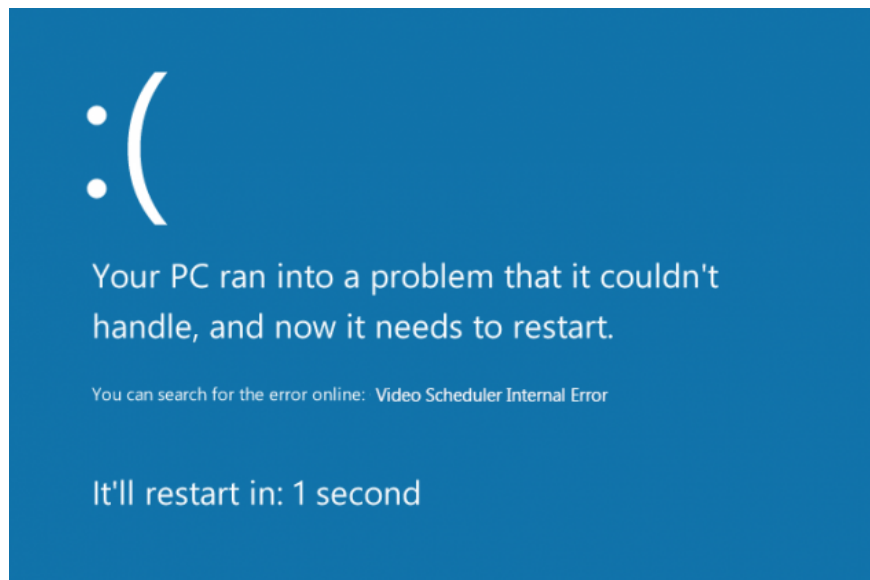 :(
Your PC ran into a problem that it couldn't
handle, and now it needs to restart.
You can search for the error online: Video Scheduler Internal Error
It'll restart in: 1 second